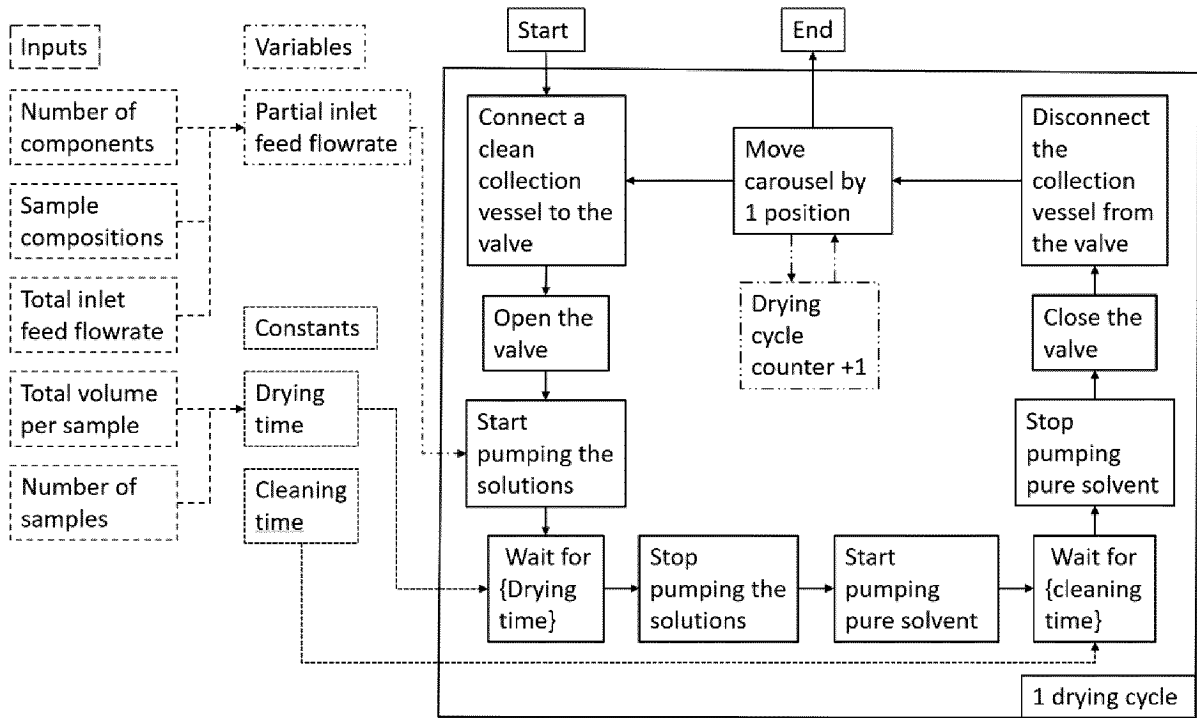 Start
End
Inputs
Variables
Number of
components
Partial inlet
feed flowrate
Connect a
clean
collection
vessel to the
valve
Move
carousel by
1 position
Disconnect
the
collection
vessel from
the valve
Sample
compositions
Total inlet
feed flowrate
Constants
Open the
valve
Drying
cycle
counter +1
Close the
valve
Total volume
per sample
Drying
time
Start
pumping the
solutions
Stop
pumping
pure solvent
Number of
samples
Cleaning
time
Wait for
{Drying
time}
Stop
pumping the
solutions
Start
pumping
pure solvent
Wait for
{cleaning
time}
1 drying cycle